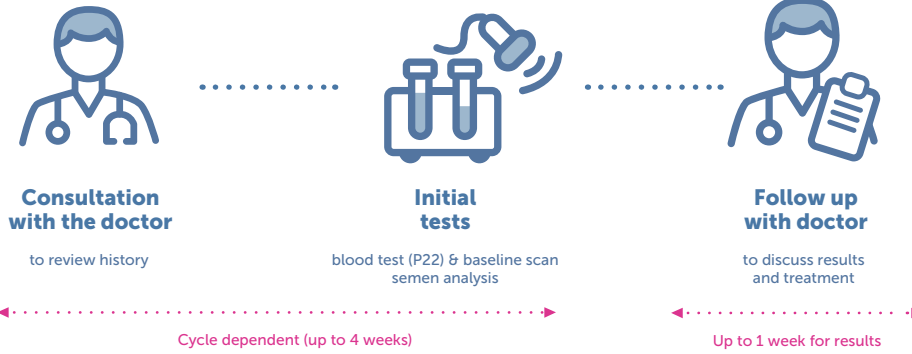 Consultation
with the doctor
to review history
Initial
tests
blood test (P22) & baseline scan
semen analysis
Follow up
with doctor
to discuss results
and treatment
Cycle dependent (up to 4 weeks)
Up to 1 week for results